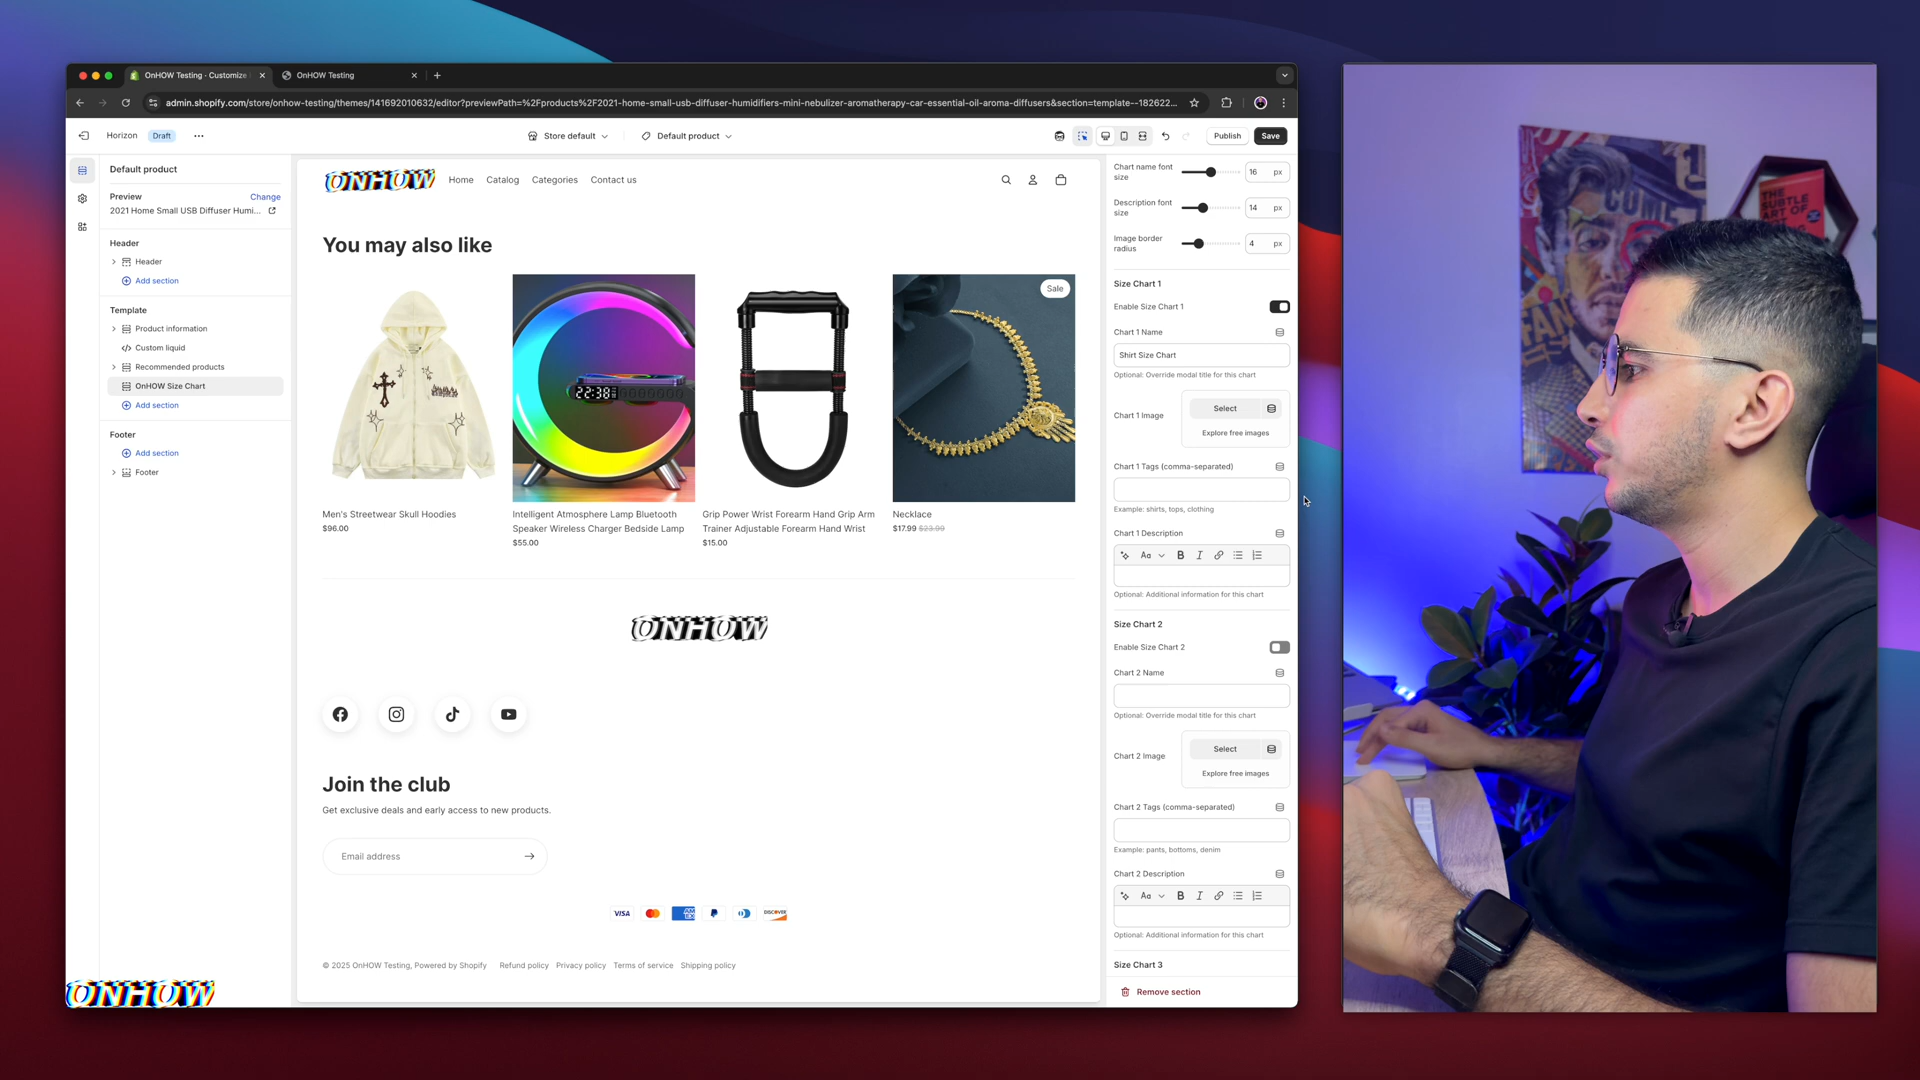 OnHOW Testing · Customize
OnHOW Testing
admin.shopify.com/store/onhow-testing/themes/141692010632/editor?previewPath=%2Fproducts%2F2021-home-small-usb-diffuser-humidifiers-mini-nebulizer-aromatherapy-car-essential-oil-aroma-diffusers&section=template--182622...
Horizon
Draft
Store default
Default product
Publish
Save
Default product
Preview
Change
2021 Home Small USB Diffuser Humi...
Header
Header
Add section
Template
Product information
Custom liquid
Recommended products
OnHOW Size Chart
Add section
Footer
Add section
Footer
ONHOW
Home
Catalog
Categories
Contact us
You may also like
Sale
22:38
Men's Streetwear Skull Hoodies
$96.00
Intelligent Atmosphere Lamp Bluetooth
Speaker Wireless Charger Bedside Lamp
$55.00
Grip Power Wrist Forearm Hand Grip Arm
Trainer Adjustable Forearm Hand Wrist
$15.00
Necklace
$17.99 $23.99
ONHOW
Join the club
Get exclusive deals and early access to new products.
Email address
VISA
AM
EX
DISCOVER
© 2025 OnHOW Testing, Powered by Shopify
Refund policy
Privacy policy
Terms of service
Shipping policy
Chart name font
size
16 px
Description font
size
14 px
Image border
radius
4 px
Size Chart 1
Enable Size Chart 1
Chart 1 Name
Shirt Size Chart
Optional: Override modal title for this chart
Chart 1 Image
Select
Explore free images
Chart 1 Tags (comma-separated)
Example: shirts, tops, clothing
Chart 1 Description
Aa
B
I
Optional: Additional information for this chart
Size Chart 2
Enable Size Chart 2
Chart 2 Name
Optional: Override modal title for this chart
Chart 2 Image
Select
Explore free images
Chart 2 Tags (comma-separated)
Example: pants, bottoms, denim
Chart 2 Description
Aa
B
I
Optional: Additional information for this chart
Size Chart 3
Remove section
ONHOW
THE
SUBTLE
ART OF